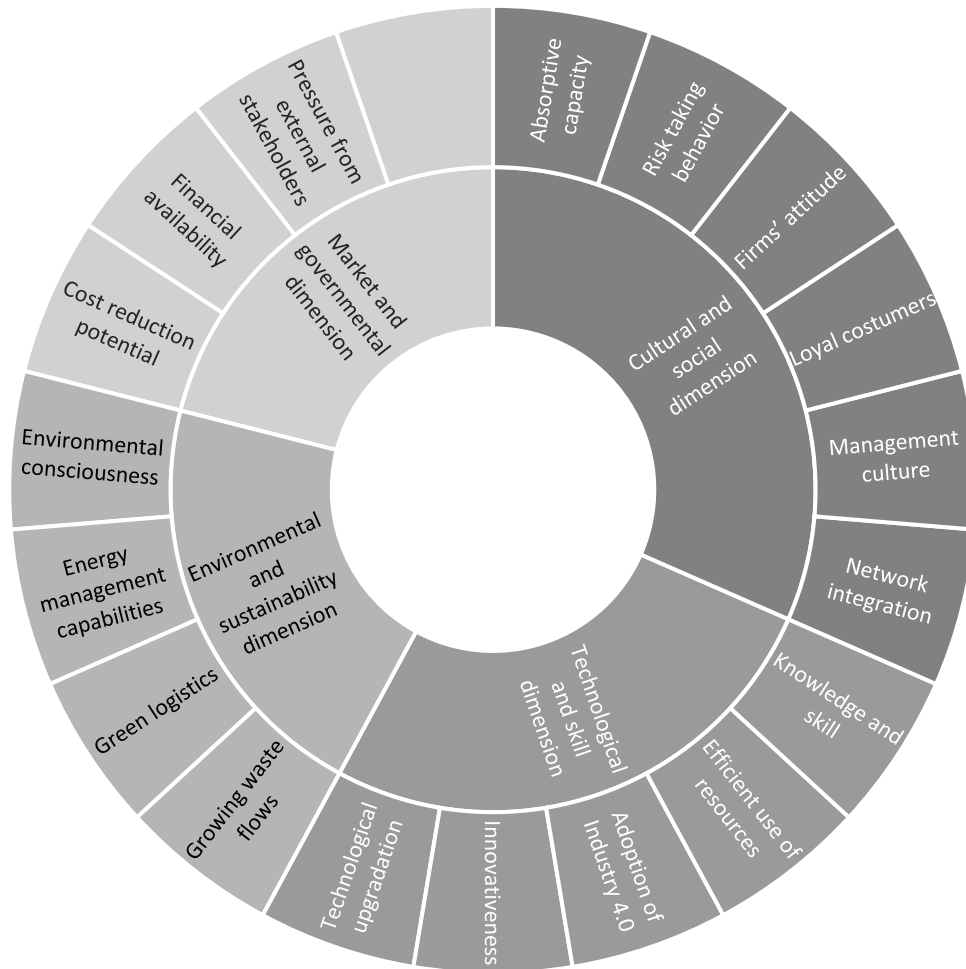 Absorptive
capacity
Risk taking
behavior
Firms’ attitude
Loyal costumers
Management
culture
Network
integration
Knowledge and
skill
Efficient use of
resources
Adoption of
Industry 4.0
Innovativeness
Technological
upgradation
Growing waste
flows
Green logistics
Energy
management
capabilities
Environmental
consciousness
Cost reduction
potential
Financial
availability
Pressure from
external
stakeholders
Cultural and
social
dimension
Technological
and skill
dimension
Environmental
and
sustainability
dimension
Market and
governmental
dimension